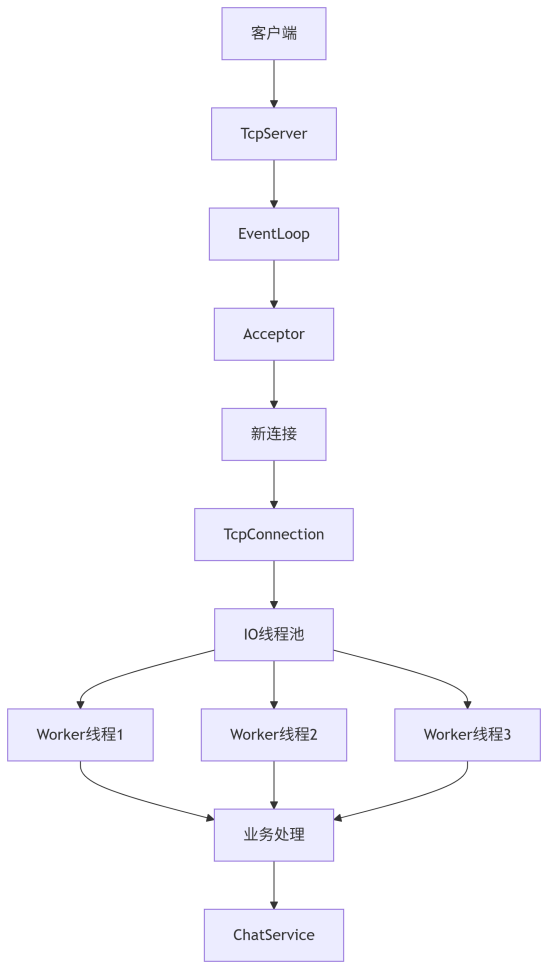 客户端
TcpServer
EventLoop
Acceptor
新连接
TcpConnection
IO线程池
Worker线程1
Worker线程2
Worker线程3
业务处理
ChatService